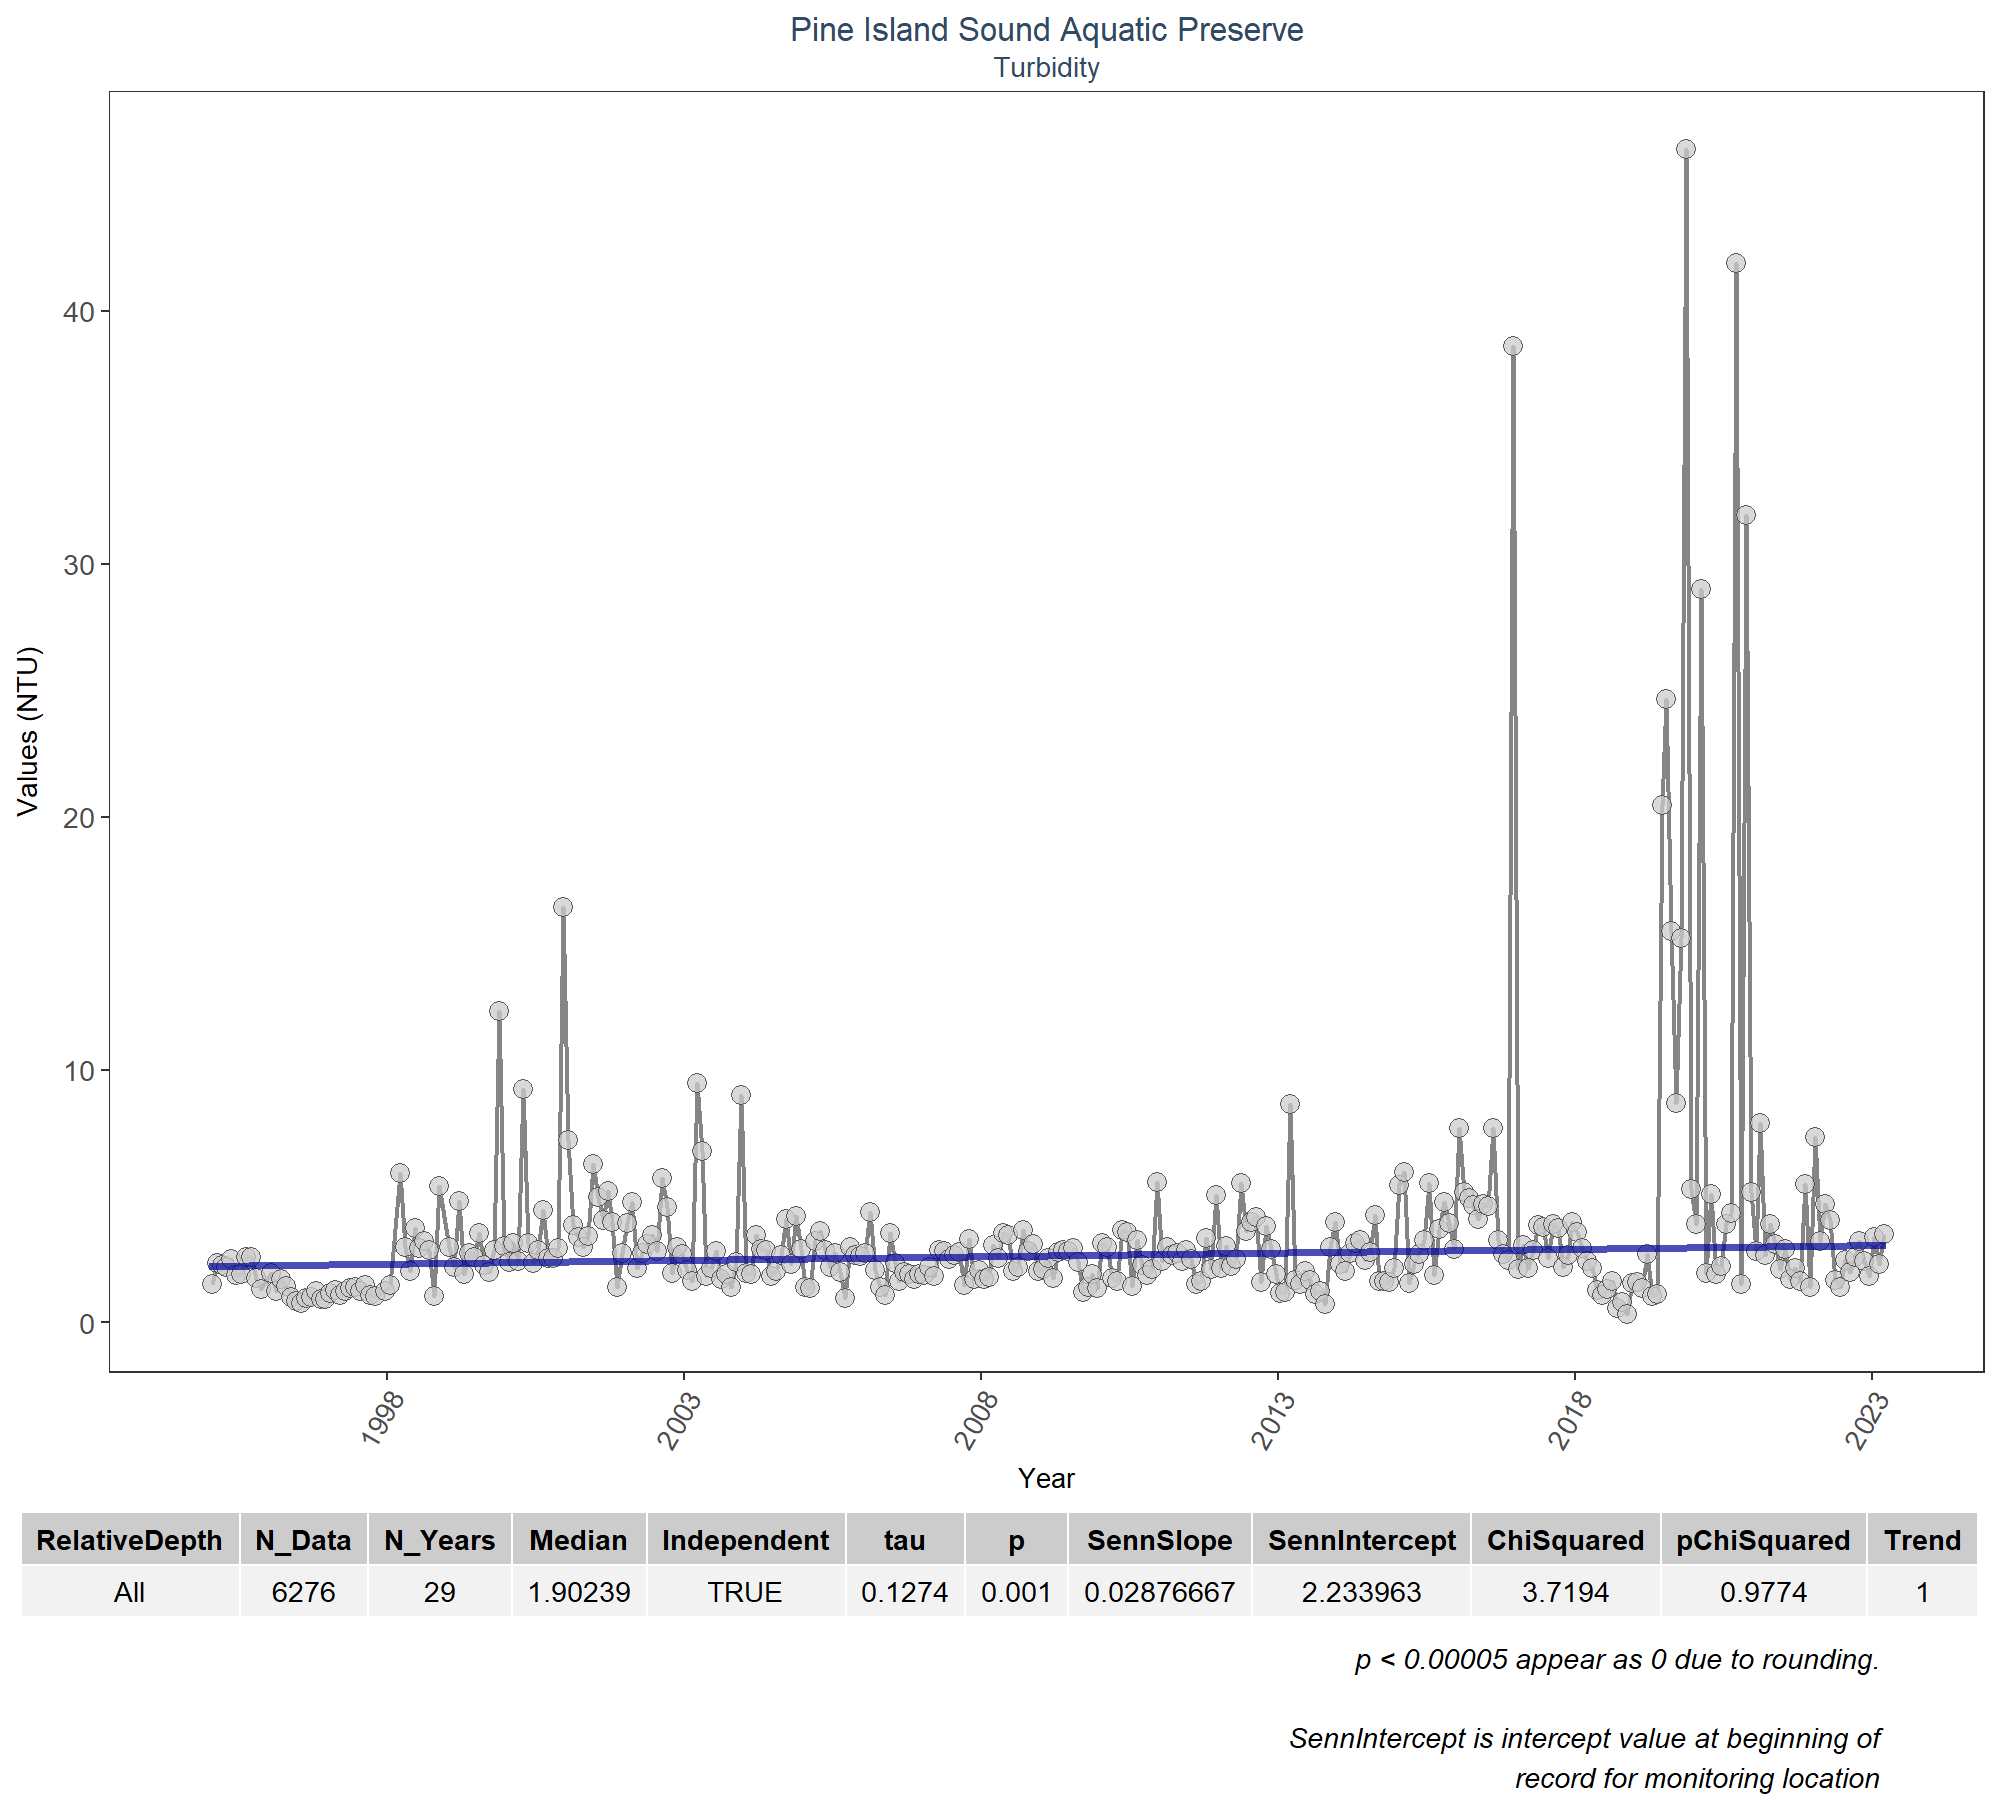 Pine Island Sound Aquatic Preserve
Turbidity
Values (NTU)
40
30
20
10
0
1998 2003 2008 2013 2018 2023
Year
RelativeDepth N_Data N_Years Median Independent tau p SennSlope SennIntercept ChiSquared pChiSquared Trend
All 6276 29 1.90239 TRUE 0.1274 0.001 0.02876667 2.233963 3.7194 0.9774 1
p < 0.00005 appear as 0 due to rounding.
SennIntercept is intercept value at beginning of
record for monitoring location